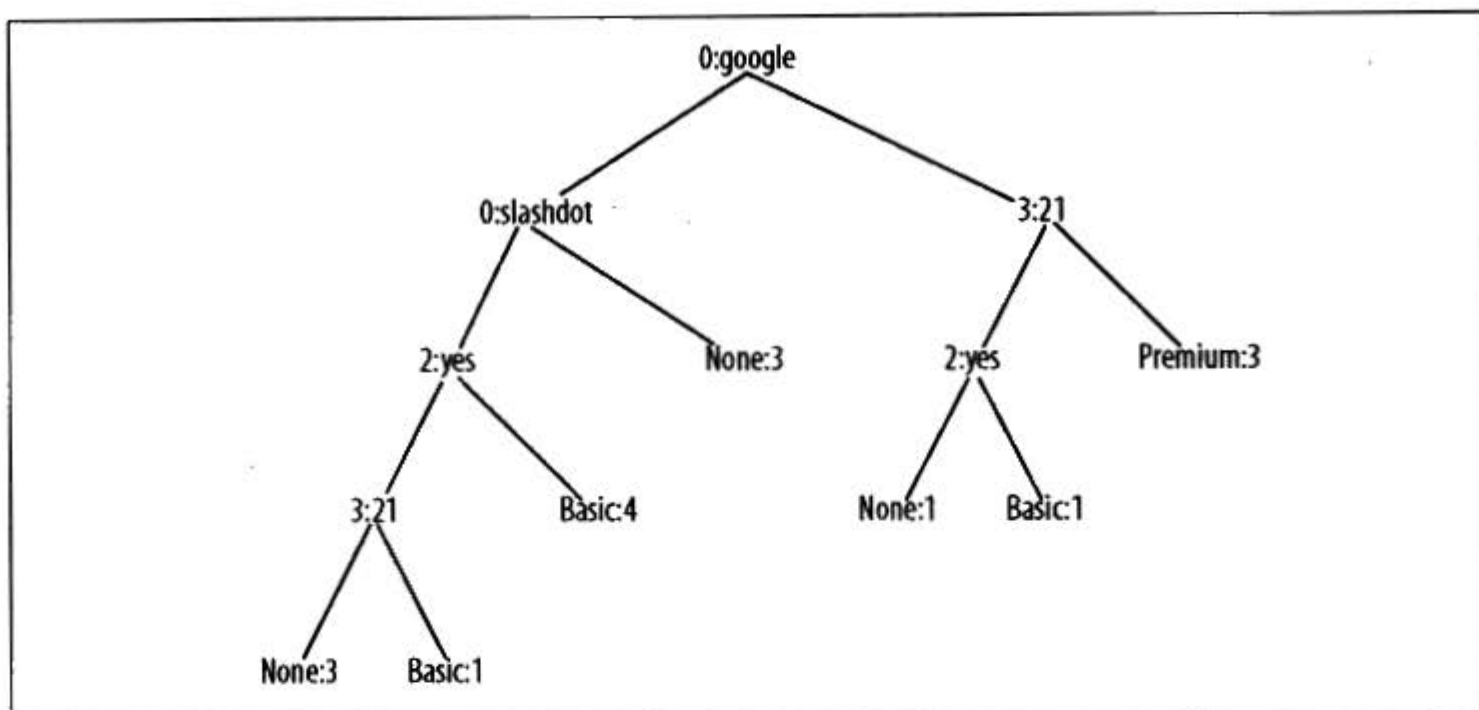 0:google
0:slashdot 3:21
2:yes None:3 2:yes Premium:3
3:21 Basic:4 None:1 Basic:1
None:3 Basic:1